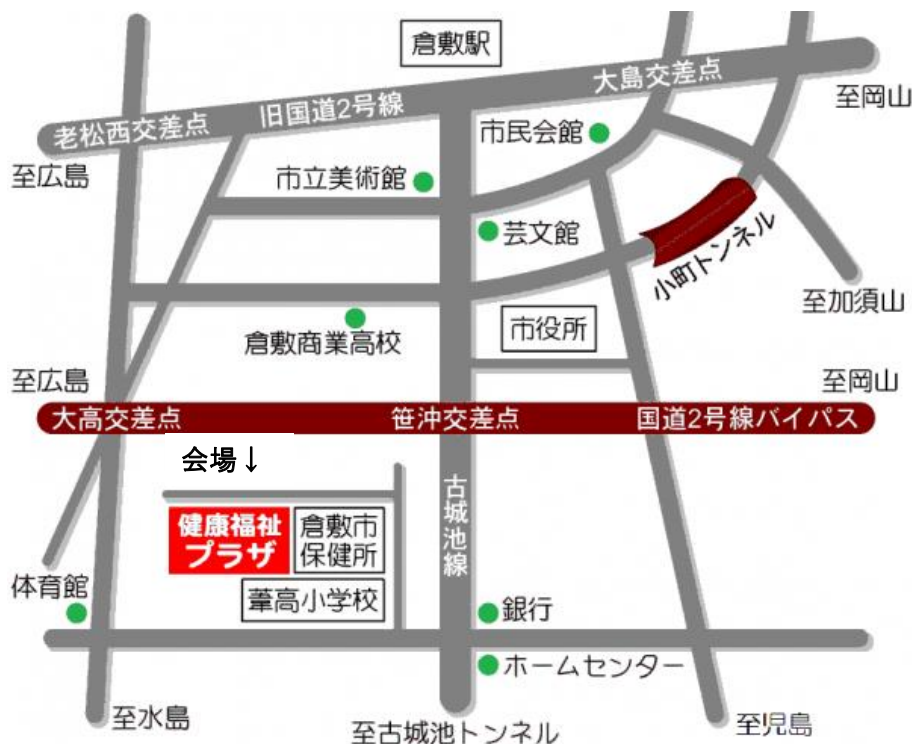 倉敷駅
大島交差点
至岡山
旧国道2号線
老松西交差点
市民会館
至広島
市立美術館
芸文館
小町トンネル
至加須山
市役所
倉敷商業高校
至広島
至岡山
大高交差点
笹沖交差点
国道2号線バイパス
会場↓
古城池線
健康福祉
プラザ
倉敷市
保健所
体育館
葦高小学校
銀行
ホームセンター
至水島
至古城池トンネル
至児島